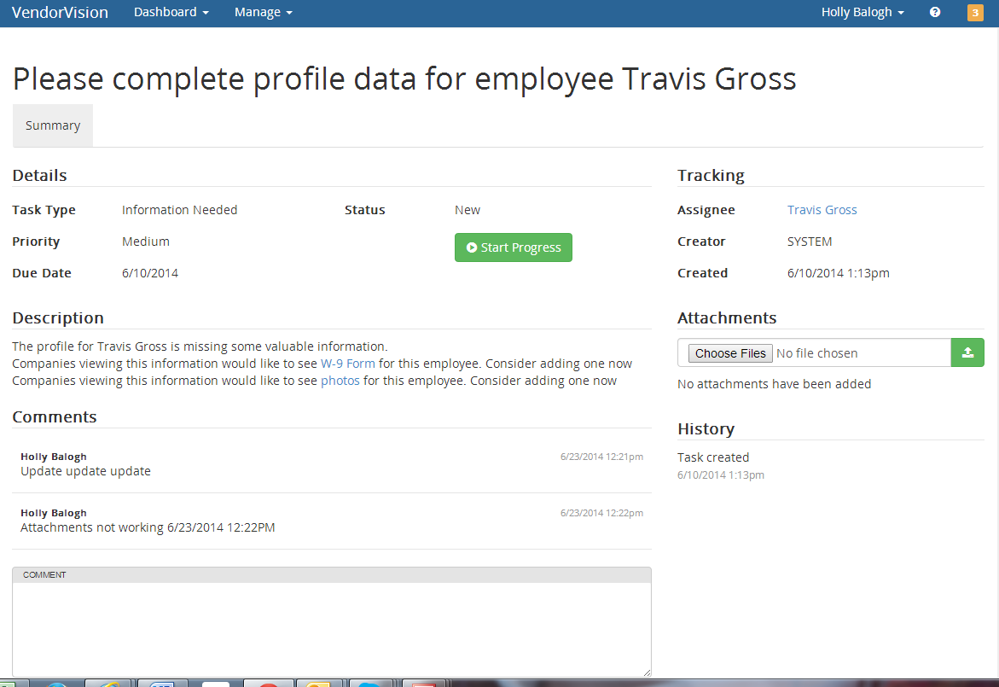 VendorVision Dashboard Manage Holly Balogh ? 3
Please complete profile data for employee Travis Gross
Summary
Details
Task Type Information Needed Status New
Priority Medium Start Progress
Due Date 6/10/2014
Description
The profile for Travis Gross is missing some valuable information.
Companies viewing this information would like to see W-9 Form for this employee. Consider adding one now
Companies viewing this information would like to see photos for this employee. Consider adding one now
Comments
Holly Balogh 6/23/2014 12:21pm
Update update update
Holly Balogh 6/23/2014 12:22pm
Attachments not working 6/23/2014 12:22PM
COMMENT
Tracking
Assignee Travis Gross
Creator SYSTEM
Created 6/10/2014 1:13pm
Attachments
Choose Files No file chosen
No attachments have been added
History
Task created
6/10/2014 1:13pm